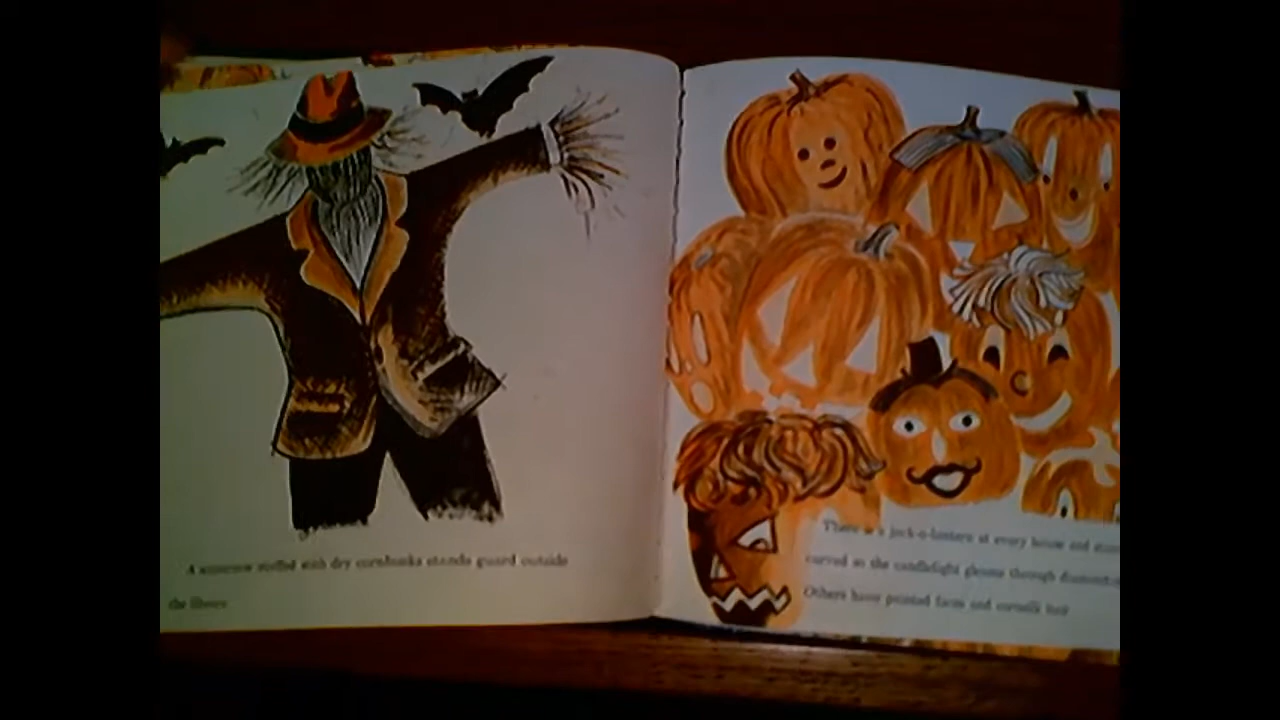 A scarecrow stuffed with dry cornhusks stands guard outside
the library
There is a jack-o-lantern at every house and
carved so the candlelight gleams through
Others have painted faces and cornsilk hair